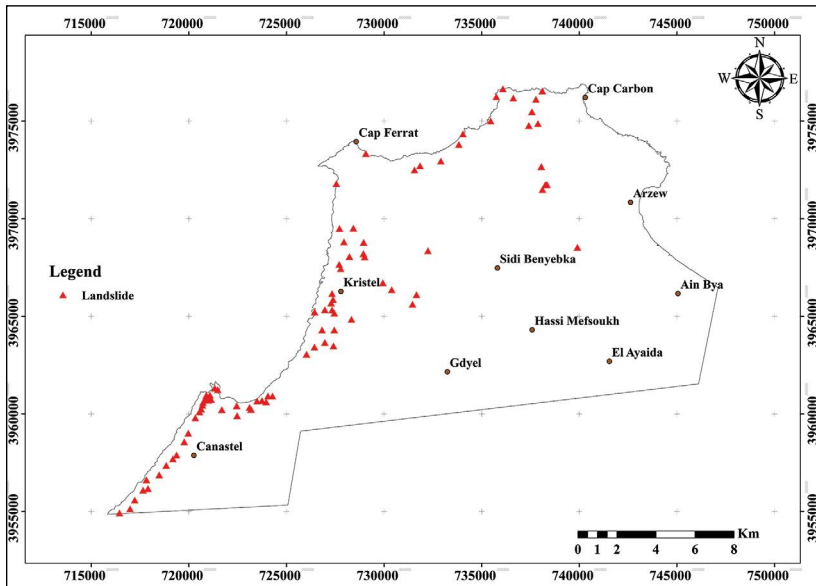 715000 720000 725000 730000 735000 740000 745000 750000
N
W E
S
Cap Carbon
3975000 3975000
Cap Ferrat
Arzew
3970000 3970000
Sidi Benyebka
Legend
Landslide
Kristel
Ain Bya
3965000 3965000
Hassi Mefsoukh
El Ayaida
Gdyel
3960000 3960000
Canastel
3955000 3955000
Km
0 1 2 4 6 8
715000 720000 725000 730000 735000 740000 745000 750000